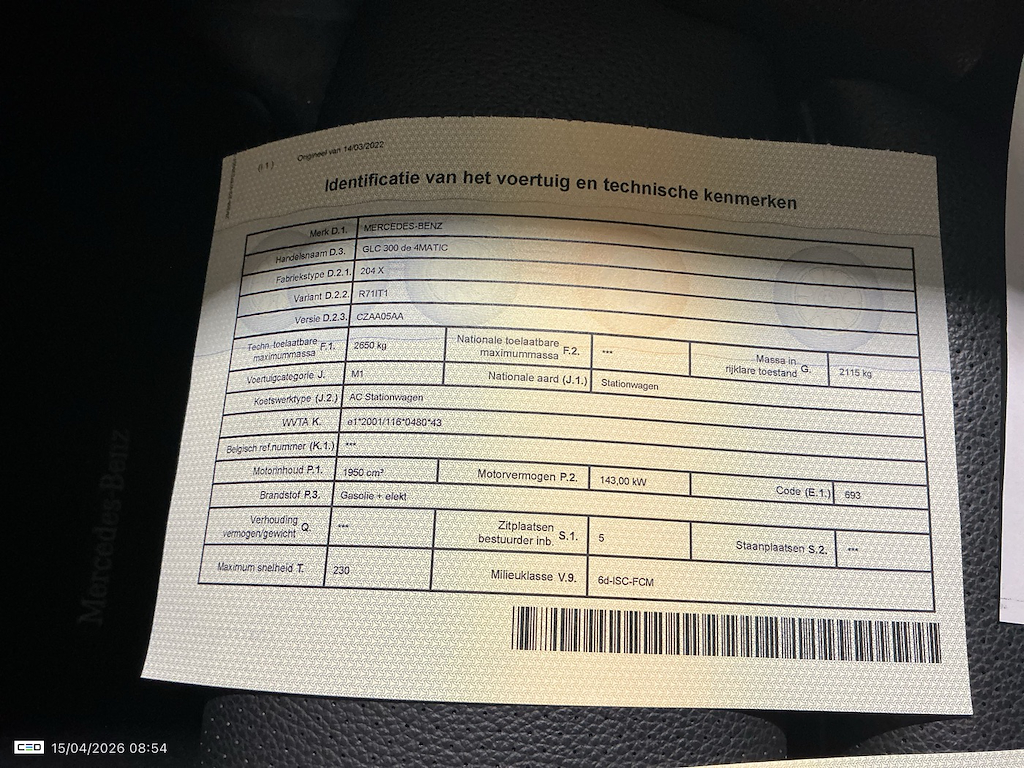 (I.1.) Origineel van 14/03/2022
Identificatie van het voertuig en technische kenmerken
Merk D.1. MERCEDES-BENZ
Handelsnaam D.3. GLC 300 de 4MATIC
Fabriekstype D.2.1. 204 X
Variant D.2.2. R71IT1
Versie D.2.3. CZAA05AA
Techn. toelaatbare maximummassa F.1. 2650 kg Nationale toelaatbare maximummassa F.2. *** Massa in rijklare toestand G. 2115 kg
Voertuigcategorie J. M1 Nationale aard (J.1.) Stationwagen
Koetswerktype (J.2.) AC Stationwagen
WVTA K. e1*2001/116*0480*43
Belgisch ref.nummer (K.1.) ***
Motorinhoud P.1. 1950 cm³ Motorvermogen P.2. 143,00 kW Code (E.1.) 693
Brandstof P.3. Gasolie + elekt
Verhouding vermogen/gewicht Q. *** Zitplaatsen bestuurder inb. S.1. 5 Staanplaatsen S.2. ***
Maximum snelheid T. 230 Milieuklasse V.9. 6d-ISC-FCM
Mercedes-Benz
15/04/2026 08:54